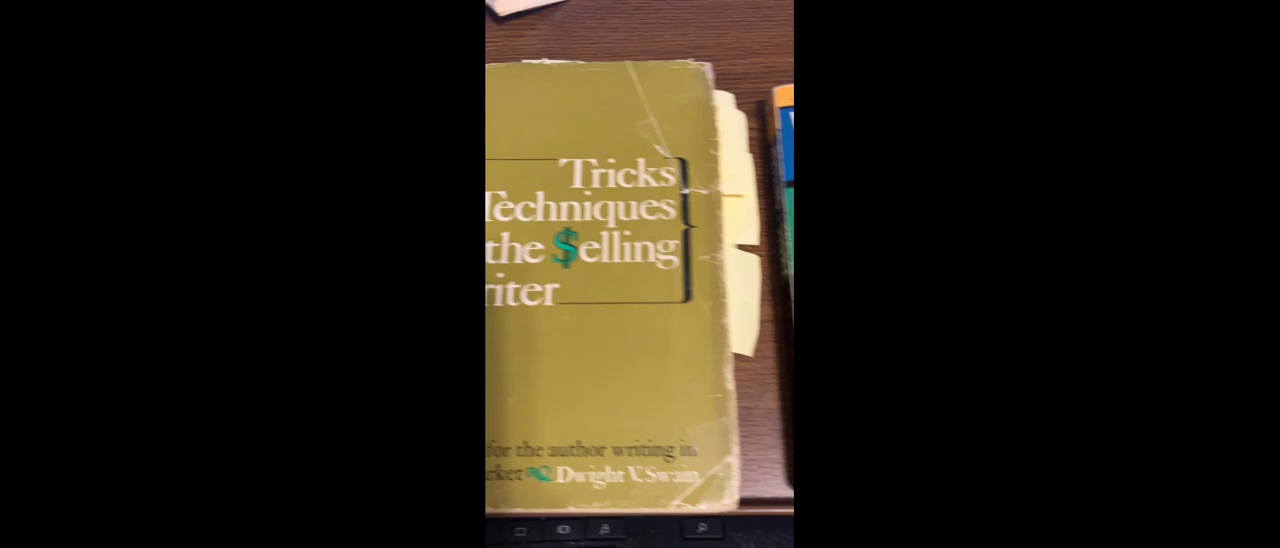 Tricks
Techniques
the $elling
riter
for the author writing in
rket Dwight V. Swain